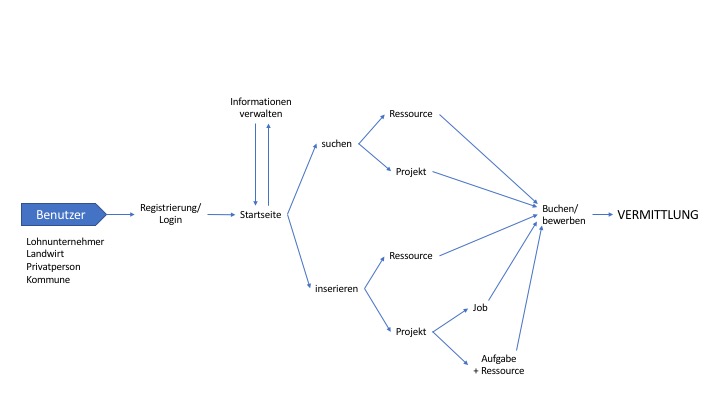 Informationen
verwalten
Ressource
suchen
Projekt
Benutzer
Registrierung/
Login
Startseite
Buchen/
bewerben
VERMITTLUNG
Lohnunternehmer
Landwirt
Privatperson
Kommune
Ressource
inserieren
Job
Projekt
Aufgabe
+ Ressource